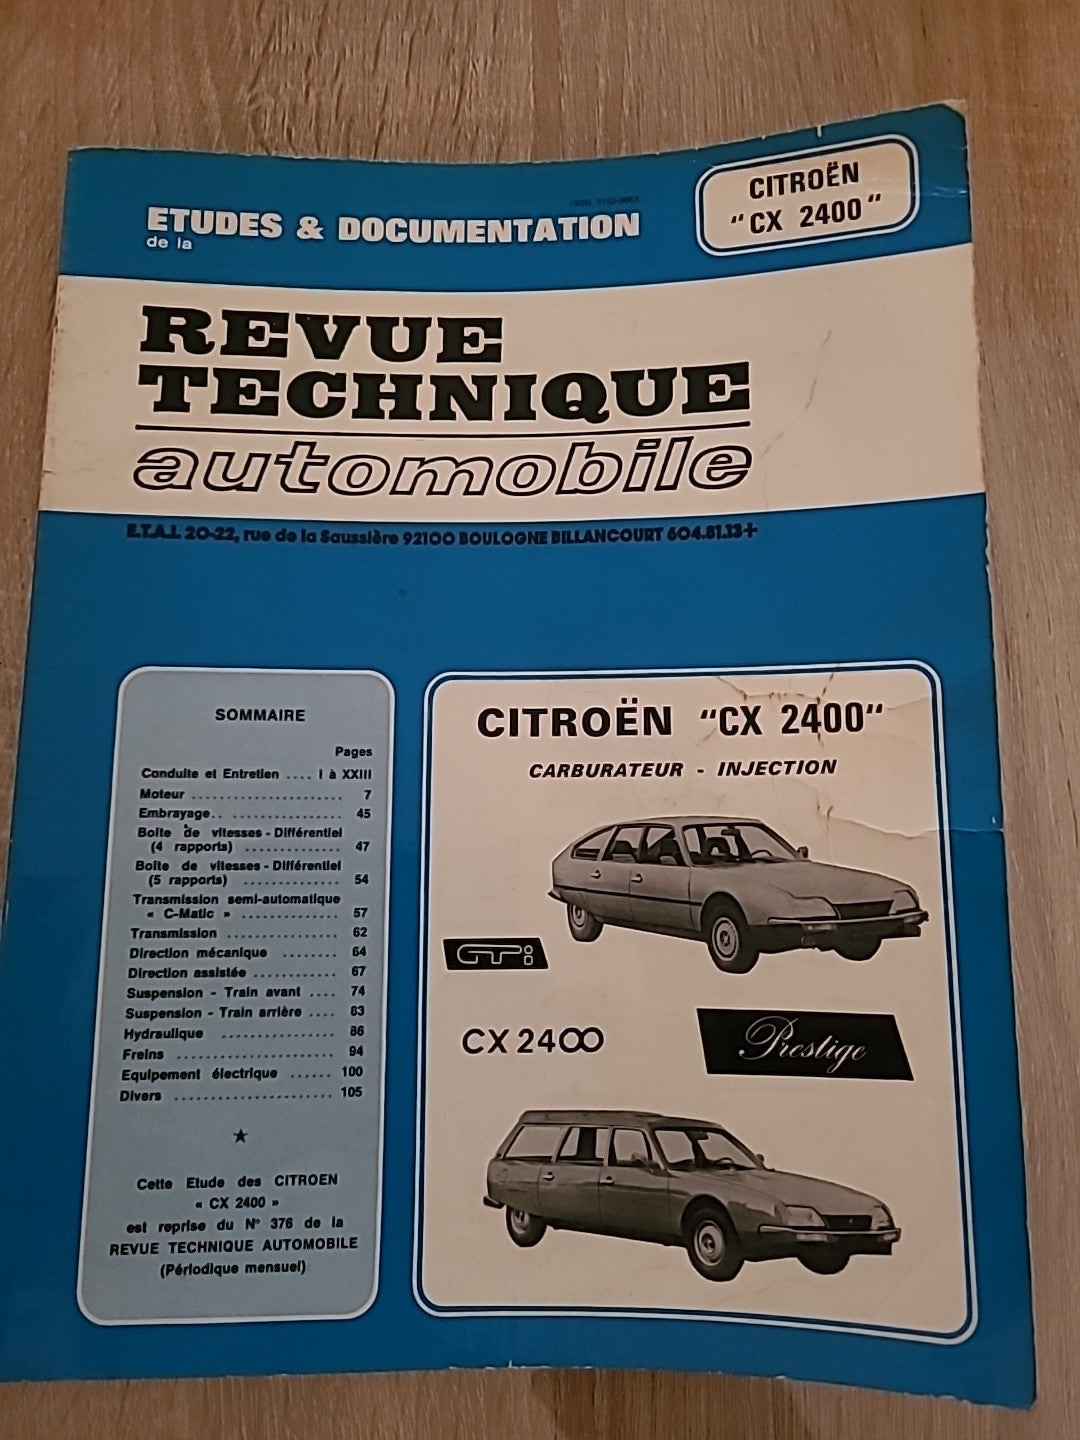 CITROËN
"CX 2400"
ETUDES & DOCUMENTATION
de la
REVUE
TECHNIQUE
automobile
E.T.A.I. 20-22, rue de la Saussière 92100 BOULOGNE BILLANCOURT 604.81.13+
SOMMAIRE
Pages
Conduite et Entretien .... I à XXIII
Moteur ....................... 7
Embrayage.. .................. 45
Boîte de vitesses - Différentiel
(4 rapports) .............. 47
Boîte de vitesses - Différentiel
(5 rapports) .............. 54
Transmission semi-automatique
« C-Matic » .............. 57
Transmission ................ 62
Direction mécanique ........ 64
Direction assistée ............ 67
Suspension - Train avant .... 74
Suspension - Train arrière .... 83
Hydraulique ................. 86
Freins ....................... 94
Equipement électrique ...... 100
Divers ....................... 105
★
Cette Etude des CITROEN
« CX 2400 »
est reprise du N° 376 de la
REVUE TECHNIQUE AUTOMOBILE
(Périodique mensuel)
CITROËN "CX 2400"
CARBURATEUR - INJECTION
GTi
CX 2400
Prestige